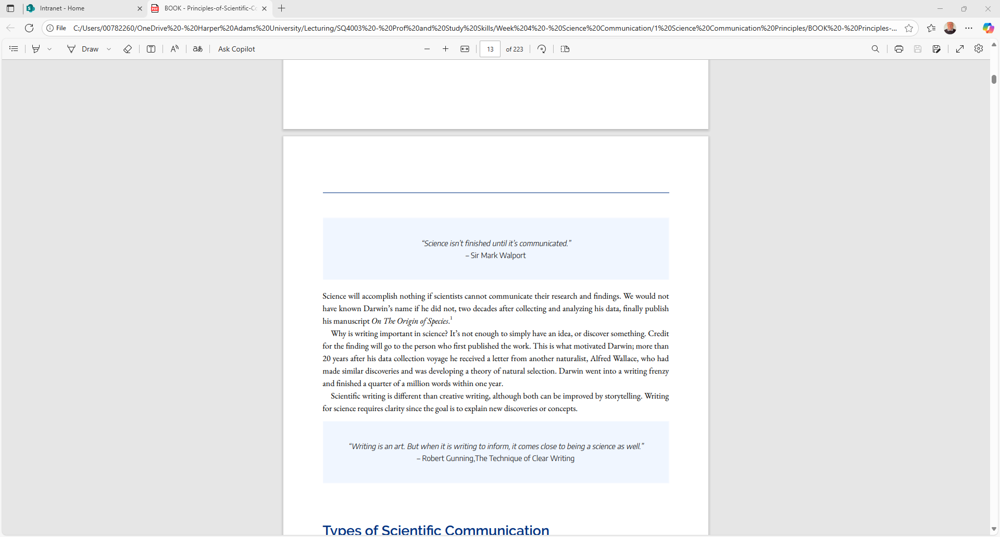 Intranet - Home
BOOK - Principles-of-Scientific-Co
File C:/Users/00782260/OneDrive%20-%20Harper%20Adams%20University/Lecturing/SQ4003%20-%20Prof%20and%20Study%20Skills/Week%204%20-%20Science%20Communication/1%20Science%20Communication%20Principles/BOOK%20-%20Principles-...
Draw
aあ
Ask Copilot
13 of 223
“Science isn’t finished until it’s communicated.”
– Sir Mark Walport
Science will accomplish nothing if scientists cannot communicate their research and findings. We would not
have known Darwin’s name if he did not, two decades after collecting and analyzing his data, finally publish
his manuscript On The Origin of Species.¹
Why is writing important in science? It’s not enough to simply have an idea, or discover something. Credit
for the finding will go to the person who first published the work. This is what motivated Darwin; more than
20 years after his data collection voyage he received a letter from another naturalist, Alfred Wallace, who had
made similar discoveries and was developing a theory of natural selection. Darwin went into a writing frenzy
and finished a quarter of a million words within one year.
Scientific writing is different than creative writing, although both can be improved by storytelling. Writing
for science requires clarity since the goal is to explain new discoveries or concepts.
“Writing is an art. But when it is writing to inform, it comes close to being a science as well.”
– Robert Gunning,The Technique of Clear Writing
Types of Scientific Communication